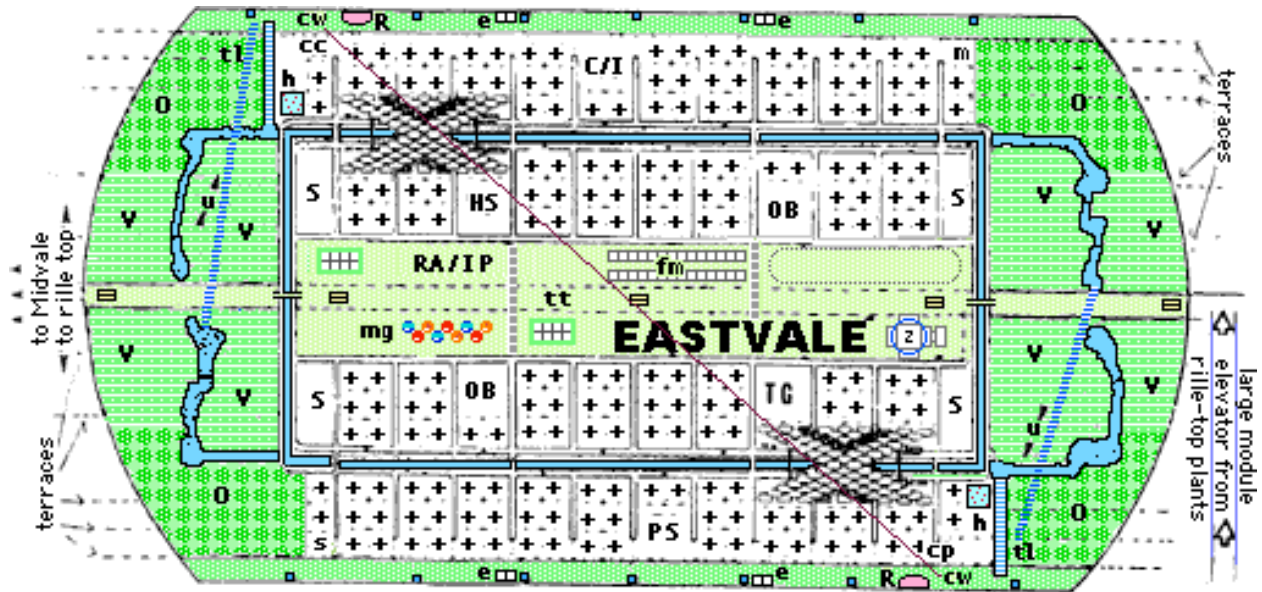 cw R e e
tl cc C/I m
h
O O
terraces
S HS OB S
u
V V V
RA/IP fm
to Midvale
to rille top
tt
mg EASTVALE 2
V V V V
S OB TG S
u
large module
elevator from
rille-top plants
terraces
O O
h
s PS cp tl
e e R cw